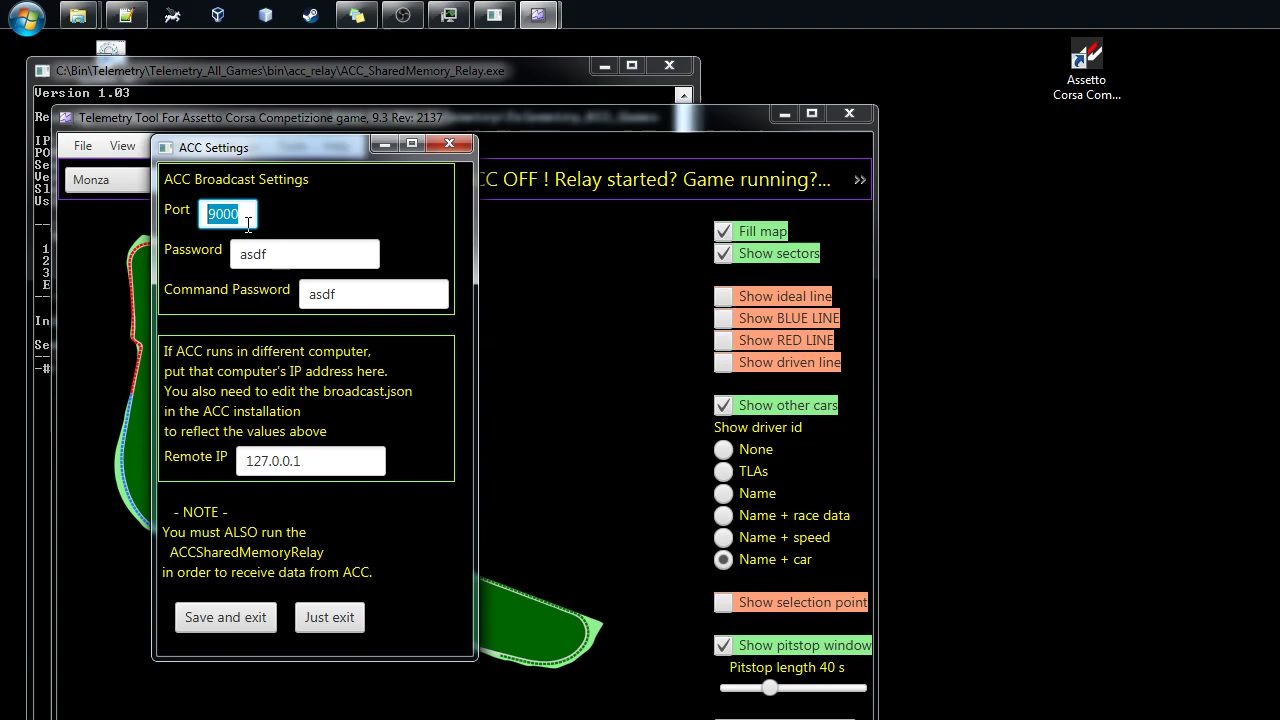 C:\Bin\Telemetry\Telemetry_All_Games\bin\acc_relay\ACC_SharedMemory_Relay.exe
Version 1.03
Assetto
Corsa Com...
Telemetry Tool For Assetto Corsa Competizione game, 9.3 Rev: 2137
File View
Monza
CC OFF ! Relay started? Game running?... »
ACC Settings
ACC Broadcast Settings
Port 9000
Password asdf
Command Password asdf
If ACC runs in different computer,
put that computer's IP address here.
You also need to edit the broadcast.json
in the ACC installation
to reflect the values above
Remote IP 127.0.0.1
- NOTE -
You must ALSO run the
ACCSharedMemoryRelay
in order to receive data from ACC.
Save and exit Just exit
Fill map
Show sectors
Show ideal line
Show BLUE LINE
Show RED LINE
Show driven line
Show other cars
Show driver id
None
TLAs
Name
Name + race data
Name + speed
Name + car
Show selection point
Show pitstop window
Pitstop length 40 s